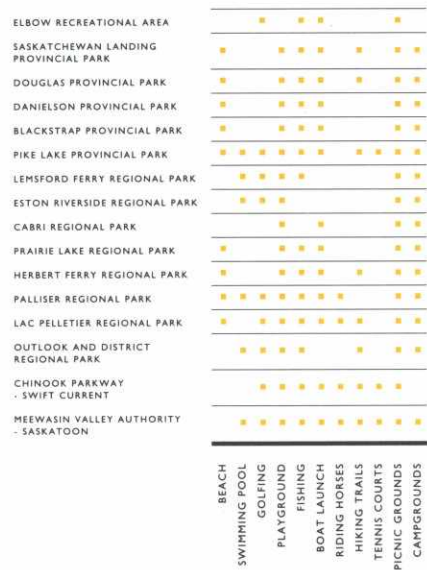 ELBOW RECREATIONAL AREA
SASKATCHEWAN LANDING
PROVINCIAL PARK
DOUGLAS PROVINCIAL PARK
DANIELSON PROVINCIAL PARK
BLACKSTRAP PROVINCIAL PARK
PIKE LAKE PROVINCIAL PARK
LEMSFORD FERRY REGIONAL PARK
ESTON RIVERSIDE REGIONAL PARK
CABRI REGIONAL PARK
PRAIRIE LAKE REGIONAL PARK
HERBERT FERRY REGIONAL PARK
PALLISER REGIONAL PARK
LAC PELLETIER REGIONAL PARK
OUTLOOK AND DISTRICT
REGIONAL PARK
CHINOOK PARKWAY
- SWIFT CURRENT
MEEWASIN VALLEY AUTHORITY
- SASKATOON
BEACH
SWIMMING POOL
GOLFING
PLAYGROUND
FISHING
BOAT LAUNCH
RIDING HORSES
HIKING TRAILS
TENNIS COURTS
PICNIC GROUNDS
CAMPGROUNDS